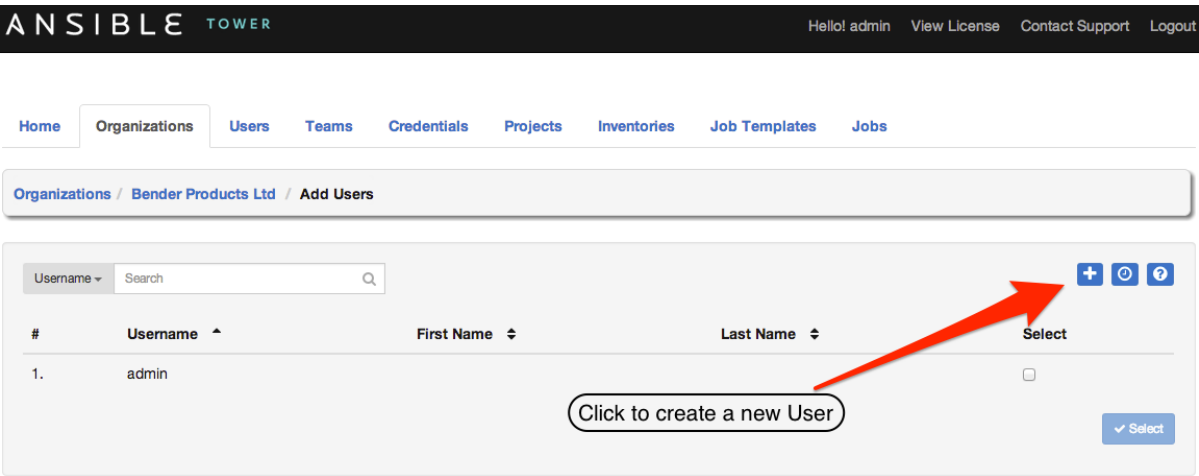 ANSIBLE TOWER Hello! admin View License Contact Support Logout
Home Organizations Users Teams Credentials Projects Inventories Job Templates Jobs
Organizations / Bender Products Ltd / Add Users
Username Search
# Username First Name Last Name Select
1. admin
Click to create a new User
Select